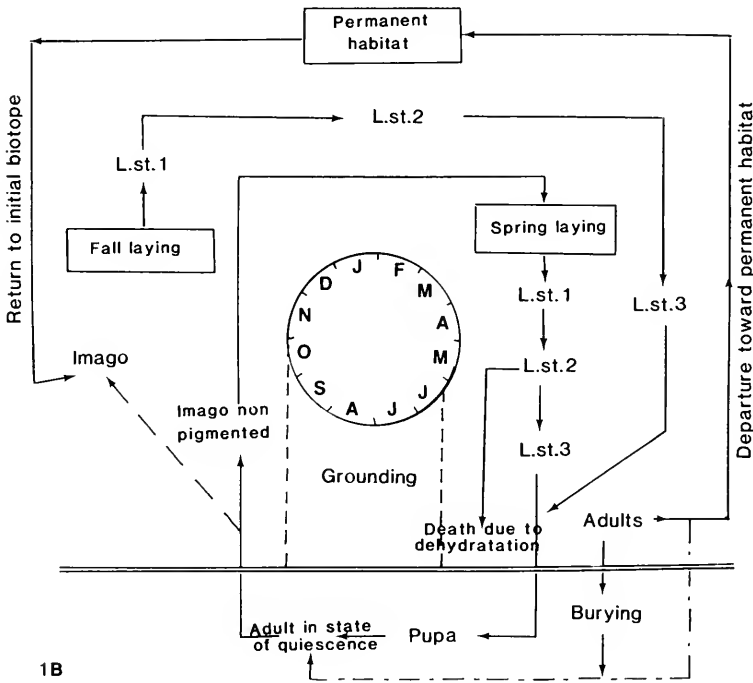 Permanent
habitat
Return to initial biotope
Departure toward permanent habitat
L.st.2
L.st.1
Fall laying
Spring laying
L.st.1
L.st.3
J
F
M
A
M
J
J
A
S
O
N
D
Imago
L.st.2
Imago non
pigmented
L.st.3
Grounding
Death due to
dehydratation
Adults
Burying
Adult in state
of quiescence
Pupa
1B